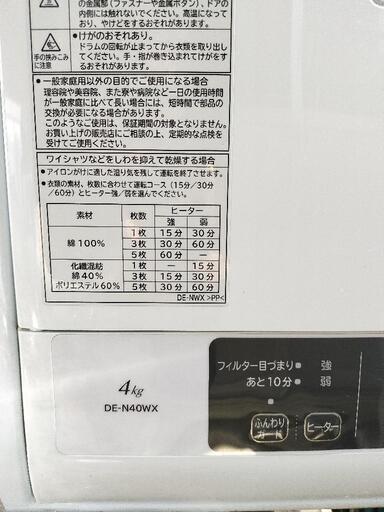 の金属部（ファスナーや金属ボタン）、ドアの
内側には触れないでください。高温になってお
り、やけどをするおそれがあります。
手の挟みこみ
に注意
●けがのおそれあり。
ドラムの回転が止まってから衣類を取り出し
てください。手・指が巻き込まれてけがをす
るおそれがあります。
●一般家庭用以外の目的でご使用になる場合
理容院や美容院、また寮や病院など一日の使用時間
が一般家庭に比べて長い場合には、短時間で部品の
交換が必要になる場合があります。
このようなご使用は、保証期間の対象となりません。
お買い上げの販売店にご相談の上、定期的な点検を
受けてご使用ください。
ワイシャツなどをしわを抑えて乾燥する場合
●アイロンがけに適した湿り気を残して運転を終了させます。
●衣類の素材、枚数に合わせて運転コース（15分／30分
／60分）とヒーター強／弱を選んでください。
素材 枚数 ヒーター
強 弱
綿100% 1枚 15分 30分
3枚 30分 60分
5枚 60分 ー
化繊混紡
綿40%
ポリエステル60%
1枚 ー 15分
3枚 15分 30分
5枚 30分 60分
DE-NWX >PP<
4kg
DE-N40WX
フィルター目づまり 強
あと10分 弱
ふんわり
ガード
ヒーター